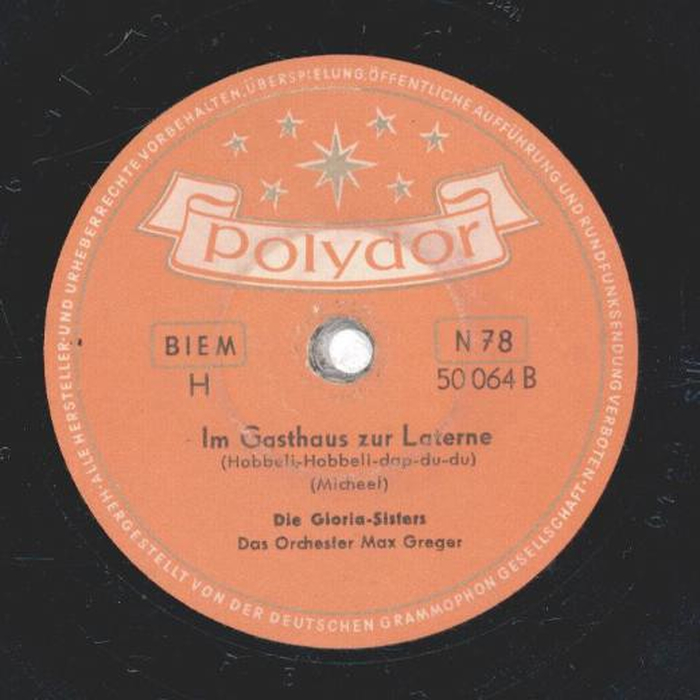 ALLE HERSTELLER-UND URHEBERRECHTE VORBEHALTEN, ÜBERSPIELUNG, ÖFFENTLICHE AUFFÜHRUNG UND RUNDFUNKSENDUNG VERBOTEN·
polydor
BIEM
N 78
H
50 064 B
Im Gasthaus zur Laterne
(Hobbeli-Hobbeli-dap-du-du)
(Micheel)
Die Gloria-Sisters
Das Orchester Max Greger
HERGESTELLT VON DER DEUTSCHEN GRAMMOPHON GESELLSCHAFT·